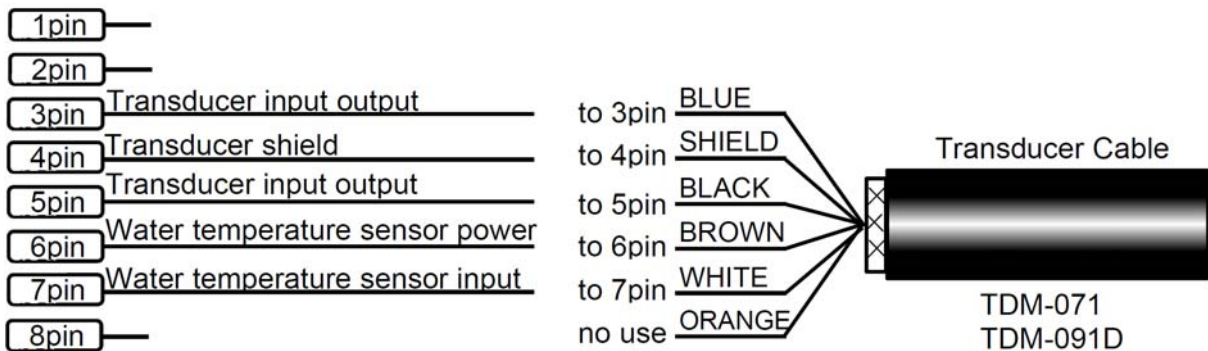 1pin
2pin
3pin Transducer input output
4pin Transducer shield
5pin Transducer input output
6pin Water temperature sensor power
7pin Water temperature sensor input
8pin
to 3pin BLUE
to 4pin SHIELD
to 5pin BLACK
to 6pin BROWN
to 7pin WHITE
no use ORANGE
Transducer Cable
TDM-071
TDM-091D